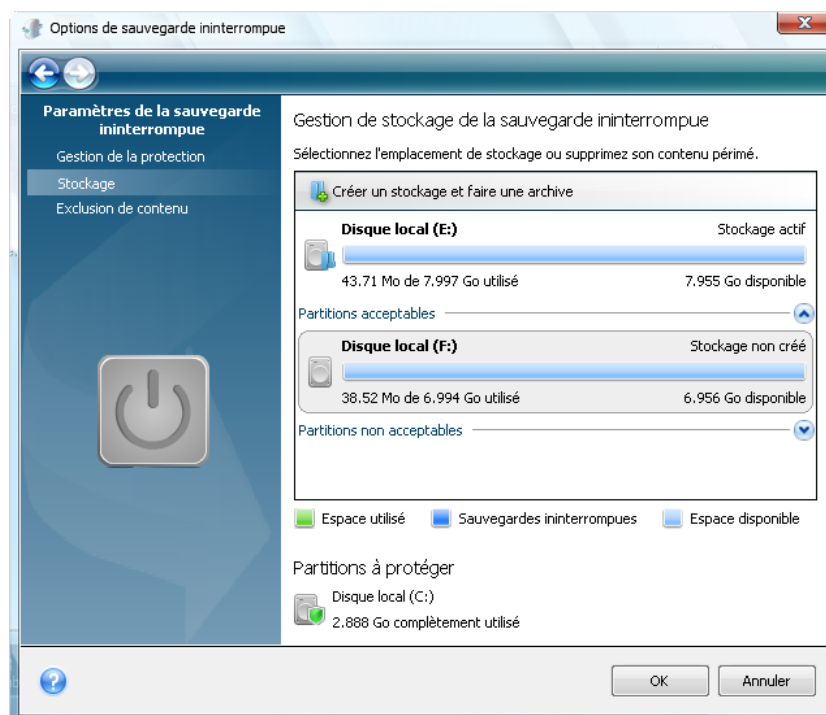 Options de sauvegarde ininterrompue
Paramètres de la sauvegarde
ininterrompue
Gestion de la protection
Stockage
Exclusion de contenu
Gestion de stockage de la sauvegarde ininterrompue
Sélectionnez l'emplacement de stockage ou supprimez son contenu périmé.
Créer un stockage et faire une archive
Disque local (E:) Stockage actif
43.71 Mo de 7.997 Go utilisé 7.955 Go disponible
Partitions acceptables
Disque local (F:) Stockage non créé
38.52 Mo de 6.994 Go utilisé 6.956 Go disponible
Partitions non acceptables
Espace utilisé Sauvegardes ininterrompues Espace disponible
Partitions à protéger
Disque local (C:)
2.888 Go complètement utilisé
OK Annuler